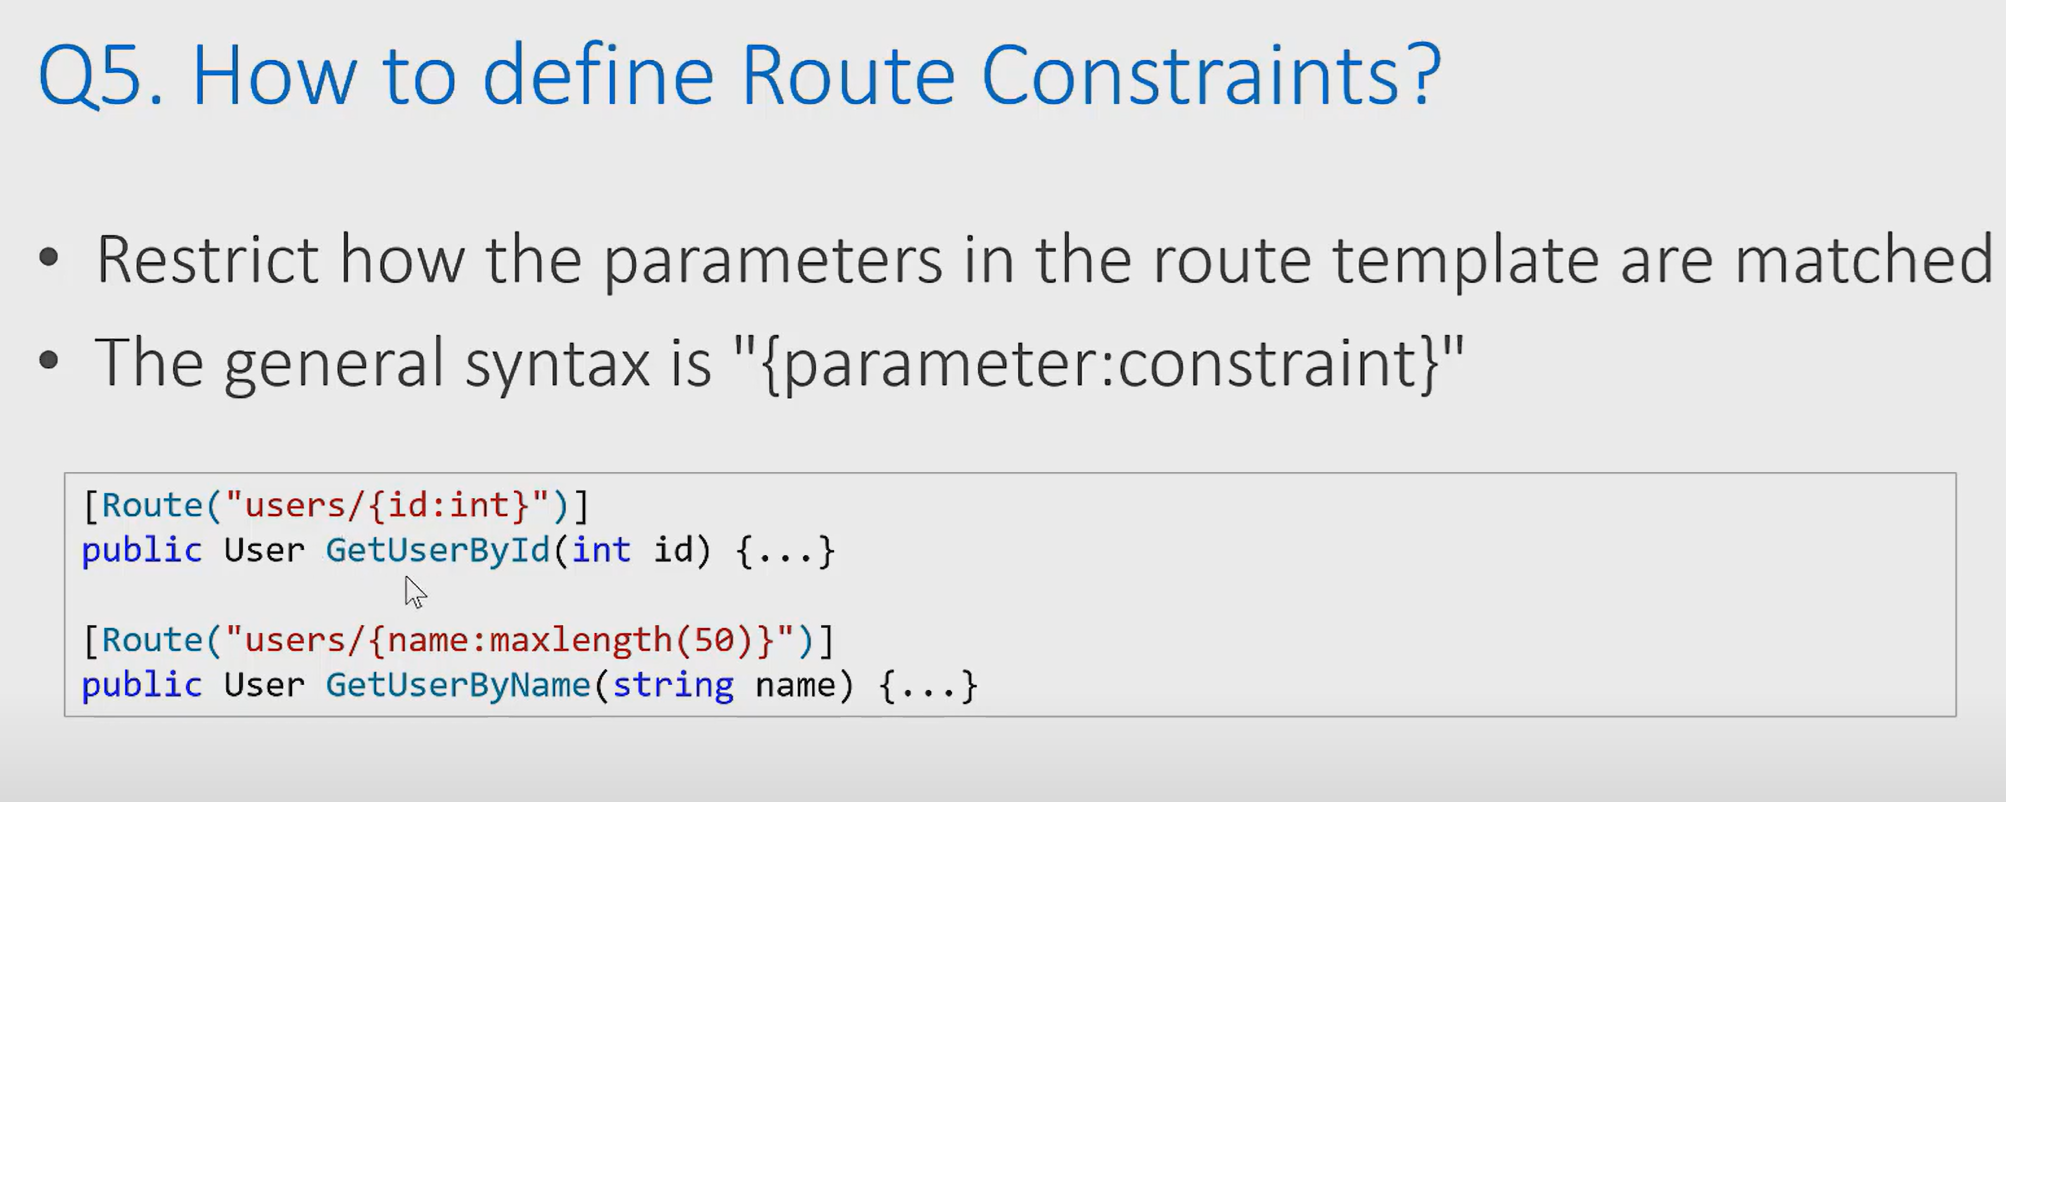 Q5. How to define Route Constraints?
• Restrict how the parameters in the route template are matched
• The general syntax is "{parameter:constraint}"
[Route("users/{id:int}")]
public User GetUserById(int id) {...}
[Route("users/{name:maxlength(50)}")]
public User GetUserByName(string name) {...}